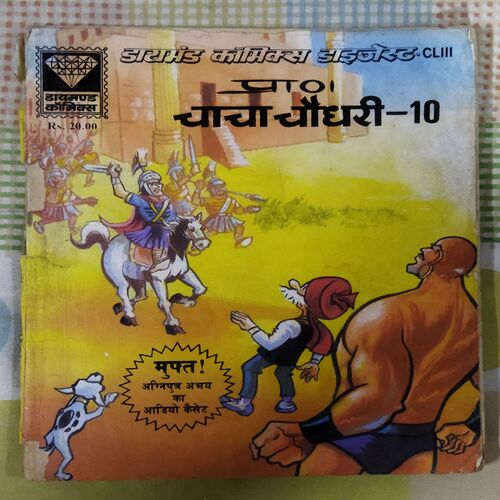 डायमंड कॉमिक्स डाइजेस्ट-CLIII
डायमण्ड
कॉमिक्स
Rs. 20.00
प्राण
चाचा चौधरी-10
मुफ्त!
अग्निपुत्र अभय
का
आडियो कैसेट